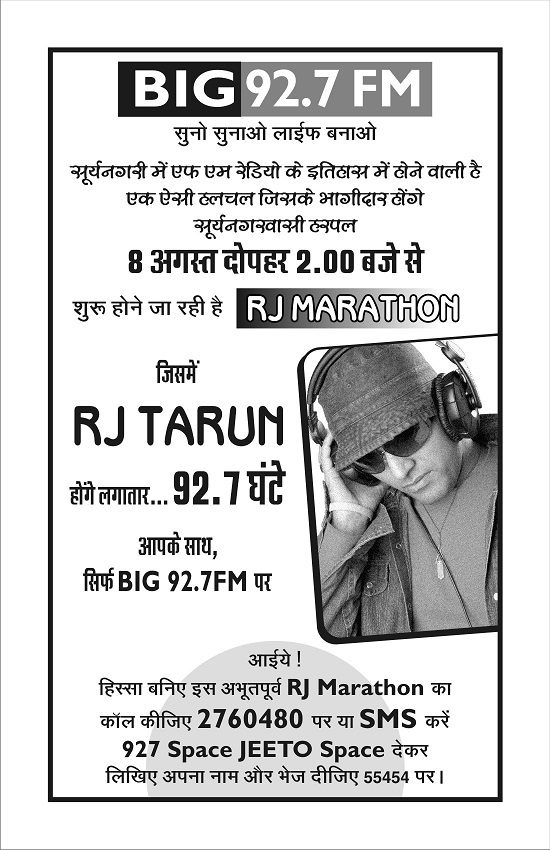 BIG 92.7 FM
सुनो सुनाओ लाईफ बनाओ
सूर्यनगरी में एफ एम रेडियो के इतिहास में होने वाली है
एक ऐसी हलचल जिसके भागीदार होंगे
सूर्यनगरवासी हरपल
8 अगस्त दोपहर 2.00 बजे से
शुरू होने जा रही है RJ MARATHON
जिसमें
RJ TARUN
होंगे लगातार... 92.7 घंटे
आपके साथ,
सिर्फ BIG 92.7FM पर
आईये !
हिस्सा बनिए इस अभूतपूर्व RJ Marathon का
कॉल कीजिए 2760480 पर या SMS करें
927 Space JEETO Space देकर
लिखिए अपना नाम और भेज दीजिए 55454 पर।